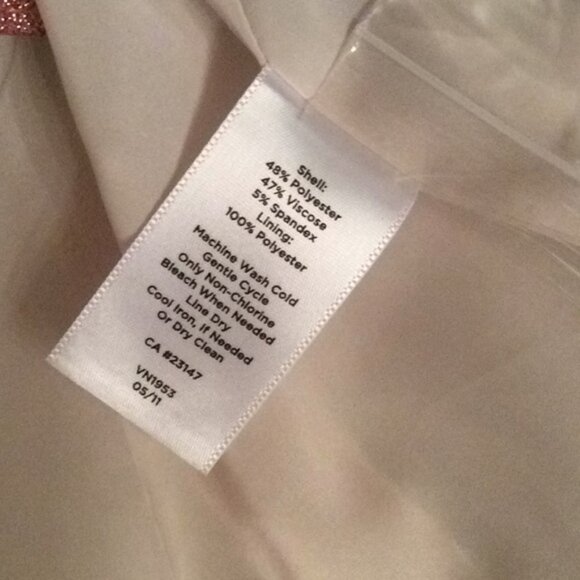 Shell:
48% Polyester
47% Viscose
5% Spandex
Lining:
100% Polyester
Machine Wash Cold
Gentle Cycle
Only Non-Chlorine
Bleach When Needed
Line Dry
Cool Iron, if Needed
Or Dry Clean
CA #23147
VN1953
05/11